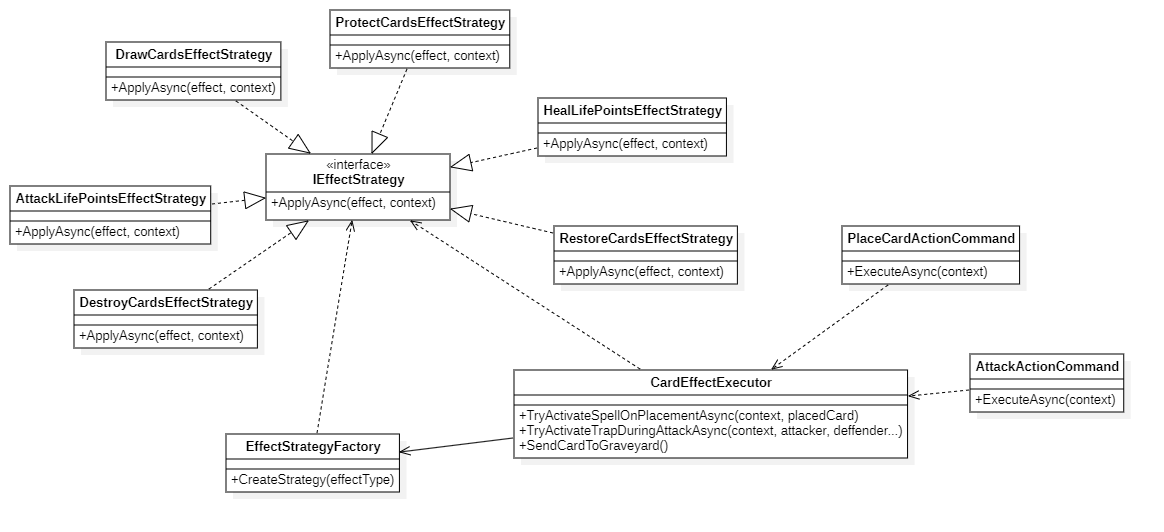 ProtectCardsEffectStrategy
+ApplyAsync(effect, context)
DrawCardsEffectStrategy
+ApplyAsync(effect, context)
HealLifePointsEffectStrategy
+ApplyAsync(effect, context)
«interface»
IEffectStrategy
+ApplyAsync(effect, context)
AttackLifePointsEffectStrategy
+ApplyAsync(effect, context)
RestoreCardsEffectStrategy
+ApplyAsync(effect, context)
PlaceCardActionCommand
+ExecuteAsync(context)
DestroyCardsEffectStrategy
+ApplyAsync(effect, context)
AttackActionCommand
+ExecuteAsync(context)
CardEffectExecutor
+TryActivateSpellOnPlacementAsync(context, placedCard)
+TryActivateTrapDuringAttackAsync(context, attacker, deffender...)
+SendCardToGraveyard()
EffectStrategyFactory
+CreateStrategy(effectType)